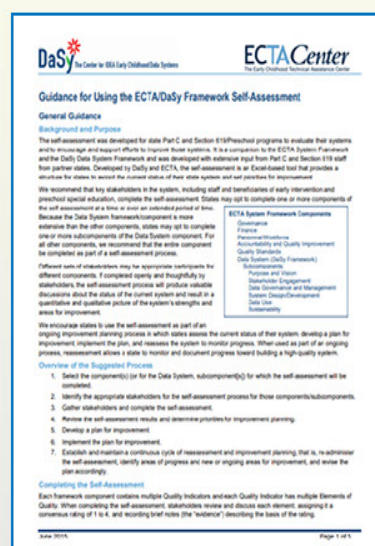 DaSy The Center for IDEA Early Childhood Data Systems
ECTACenter
The Early Childhood Technical Assistance Center
Guidance for Using the ECTA/DaSy Framework Self-Assessment
General Guidance
Background and Purpose
The self-assessment was developed for state Part C and Section 619/Preschool programs to evaluate their systems
and to encourage and support efforts to improve those systems. It is a companion to the ECTA System Framework
and the DaSy Data System Framework and was developed with extensive input from Part C and Section 619 staff
from partner states. Developed by DaSy and ECTA, the self-assessment is an Excel-based tool that provides a
structure for states to record the current status of their state system and set priorities for improvement.
We recommend that key stakeholders in the system, including staff and beneficiaries of early intervention and
preschool special education, complete the self-assessment. States may opt to complete one or more components of
the self-assessment at a time or over an extended period of time.
Because the Data System framework/component is more
extensive than the other components, states may opt to complete
one or more subcomponents of the Data System component. For
all other components, we recommend that the entire component
be completed as part of a self-assessment process.
ECTA System Framework Components
Governance
Finance
Personnel/Workforce
Accountability and Quality Improvement
Quality Standards
Data System (DaSy Framework)
Subcomponents
Purpose and Vision
Stakeholder Engagement
Data Governance and Management
System Design/Development
Data Use
Sustainability
Different sets of stakeholders may be appropriate participants for
different components. If completed openly and thoughtfully by
stakeholders, the self-assessment process will produce valuable
discussions about the status of the current system and result in a
quantitative and qualitative picture of the system's strengths and
areas for improvement.
We encourage states to use the self-assessment as part of an
ongoing improvement planning process in which states assess the current status of their system, develop a plan for
improvement, implement the plan, and reassess the system to monitor progress. When used as part of an ongoing
process, reassessment allows a state to monitor and document progress toward building a high-quality system.
Overview of the Suggested Process
1. Select the component(s) (or for the Data System, subcomponent[s]) for which the self-assessment will be
completed.
2. Identify the appropriate stakeholders for the self-assessment process for those components/subcomponents.
3. Gather stakeholders and complete the self-assessment.
4. Review the self-assessment results and determine priorities for improvement planning.
5. Develop a plan for improvement.
6. Implement the plan for improvement.
7. Establish and maintain a continuous cycle of reassessment and improvement planning, that is, re-administer
the self-assessment, identify areas of progress and new or ongoing areas for improvement, and revise the
plan accordingly.
Completing the Self-Assessment
Each framework component contains multiple Quality Indicators and each Quality Indicator has multiple Elements of
Quality. When completing the self-assessment, stakeholders review and discuss each element, assigning it a
consensus rating of 1 to 4, and recording brief notes (the "evidence") describing the basis of the rating.
June 2015
Page 1 of 5